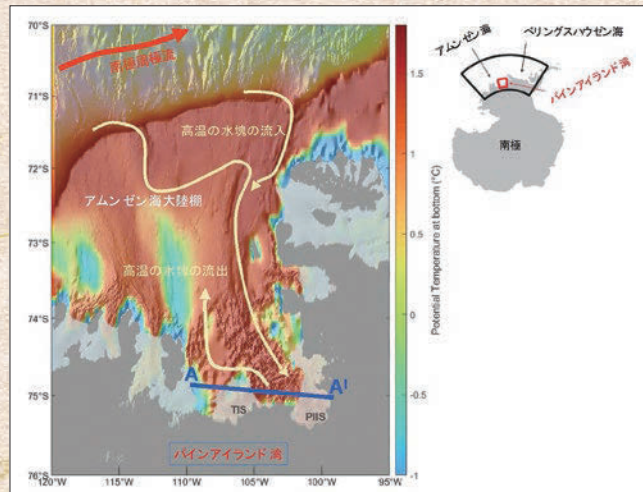 70°S
71°S
72°S
73°S
74°S
75°S
76°S
120°W
115°W
110°W
105°W
100°W
95°W
南極周極流
高温の水塊の流入
アムンゼン海大陸棚
高温の水塊の流出
A
A'
TIS
PIIS
パインアイランド湾
1.5
0.5
0
-0.5
-1
Potential Temperature at bottom (°C)
アムンゼン海
ベリングスハウゼン海
パインアイランド湾
南極